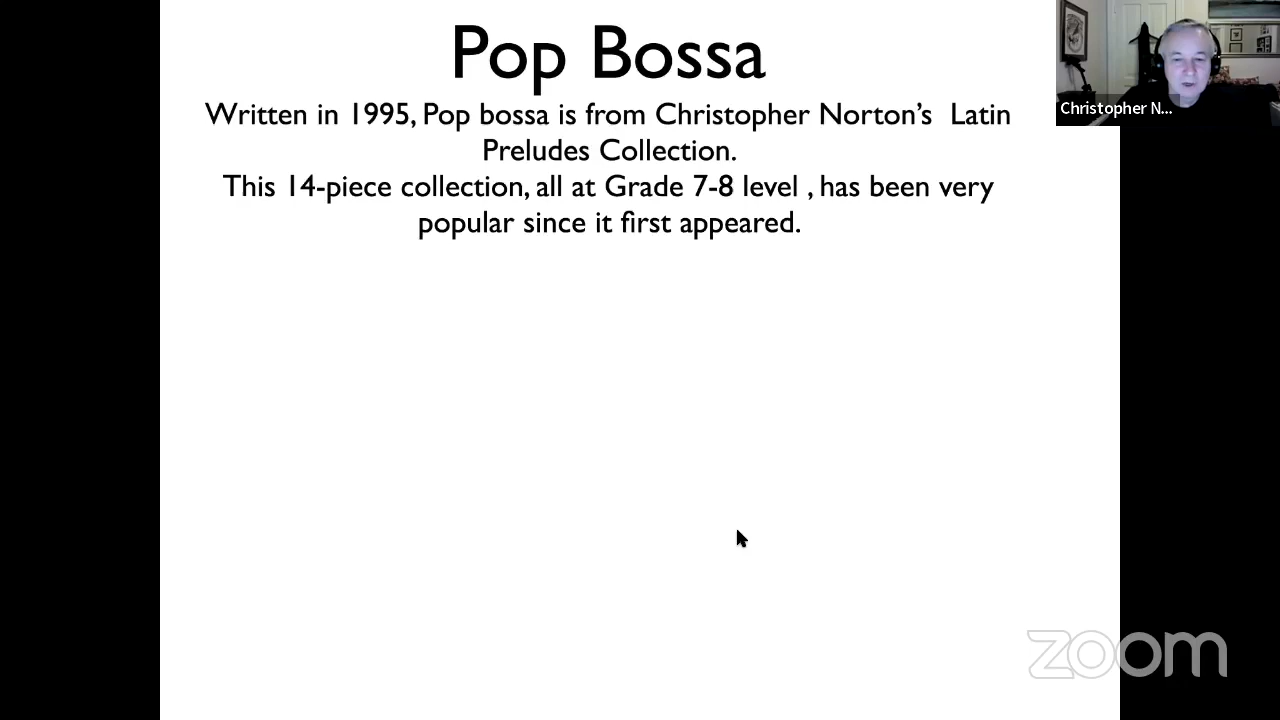 Pop Bossa
Written in 1995, Pop bossa is from Christopher Norton’s  Latin
Preludes Collection.
This 14-piece collection, all at Grade 7-8 level , has been very
popular since it first appeared.
Christopher N...
zoom